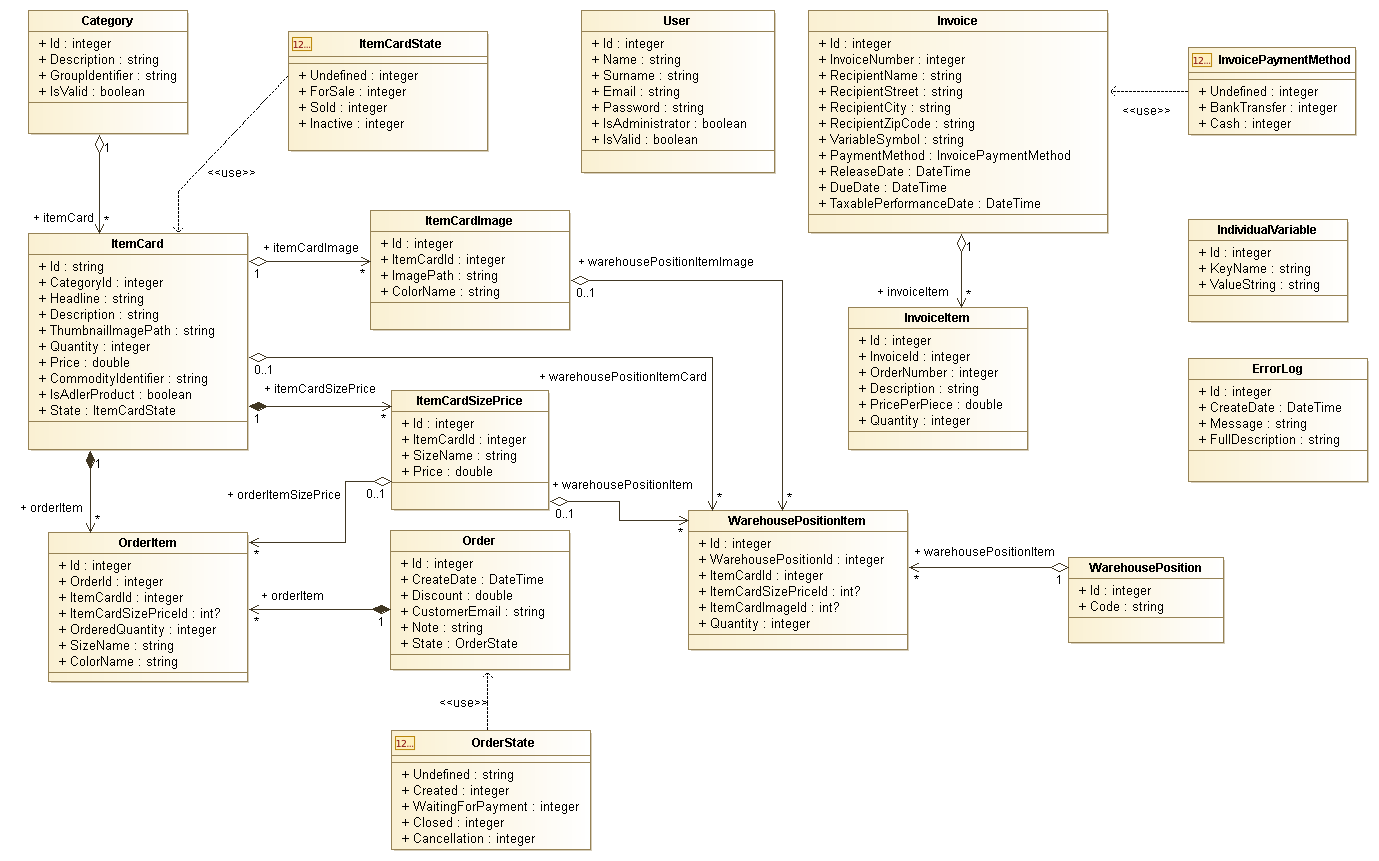 Category
+ Id : integer
+ Description : string
+ GroupIdentifier : string
+ IsValid : boolean
1
+ itemCard
*
12...
ItemCardState
+ Undefined : integer
+ ForSale : integer
+ Sold : integer
+ Inactive : integer
<<use>>
User
+ Id : integer
+ Name : string
+ Surname : string
+ Email : string
+ Password : string
+ IsAdministrator : boolean
+ IsValid : boolean
Invoice
+ Id : integer
+ InvoiceNumber : integer
+ RecipientName : string
+ RecipientStreet : string
+ RecipientCity : string
+ RecipientZipCode : string
+ VariableSymbol : string
+ PaymentMethod : InvoicePaymentMethod
+ ReleaseDate : DateTime
+ DueDate : DateTime
+ TaxablePerformanceDate : DateTime
<<use>>
12...
InvoicePaymentMethod
+ Undefined : integer
+ BankTransfer : integer
+ Cash : integer
ItemCard
+ Id : string
+ CategoryId : integer
+ Headline : string
+ Description : string
+ ThumbnailImagePath : string
+ Quantity : integer
+ Price : double
+ CommodityIdentifier : string
+ IsAdlerProduct : boolean
+ State : ItemCardState
+ itemCardImage
1
*
ItemCardImage
+ Id : integer
+ ItemCardId : integer
+ ImagePath : string
+ ColorName : string
+ warehousePositionItemImage
0..1
*
1
+ invoiceItem
*
InvoiceItem
+ Id : integer
+ InvoiceId : integer
+ OrderNumber : integer
+ Description : string
+ PricePerPiece : double
+ Quantity : integer
IndividualVariable
+ Id : integer
+ KeyName : string
+ ValueString : string
ErrorLog
+ Id : integer
+ CreateDate : DateTime
+ Message : string
+ FullDescription : string
0..1
+ warehousePositionItemCard
*
+ itemCardSizePrice
1
*
ItemCardSizePrice
+ Id : integer
+ ItemCardId : integer
+ SizeName : string
+ Price : double
1
+ orderItem
*
+ orderItemSizePrice
0..1
*
+ warehousePositionItem
0..1
*
OrderItem
+ Id : integer
+ OrderId : integer
+ ItemCardId : integer
+ ItemCardSizePriceId : int?
+ OrderedQuantity : integer
+ SizeName : string
+ ColorName : string
+ orderItem
*
1
Order
+ Id : integer
+ CreateDate : DateTime
+ Discount : double
+ CustomerEmail : string
+ Note : string
+ State : OrderState
WarehousePositionItem
+ Id : integer
+ WarehousePositionId : integer
+ ItemCardId : integer
+ ItemCardSizePriceId : int?
+ ItemCardImageId : int?
+ Quantity : integer
+ warehousePositionItem
*
1
WarehousePosition
+ Id : integer
+ Code : string
<<use>>
12...
OrderState
+ Undefined : string
+ Created : integer
+ WaitingForPayment : integer
+ Closed : integer
+ Cancellation : integer